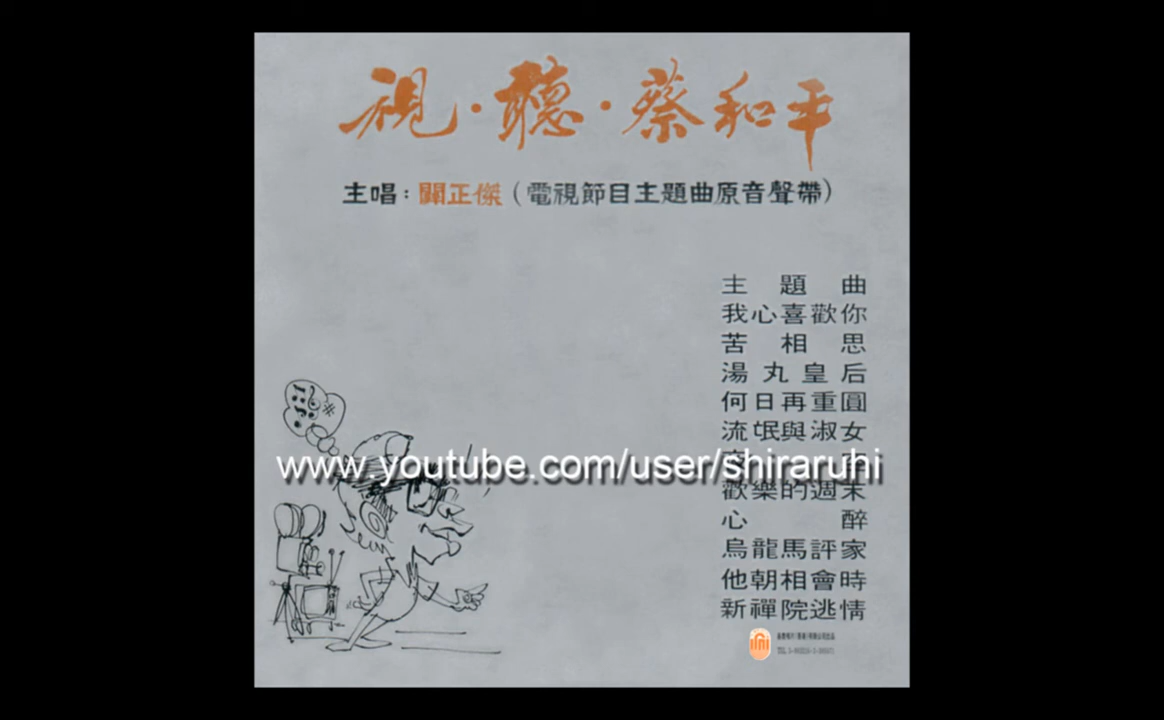 視·聽·蔡和平
主唱：關正傑（電視節目主題曲原音聲帶）
主題曲
我心喜歡你
苦相思
湯丸皇后
何日再重圓
流氓與淑女
www.youtube.com/user/shiraruhi
歡樂的週末
心醉
烏龍馬評家
他朝相會時
新禪院逃情